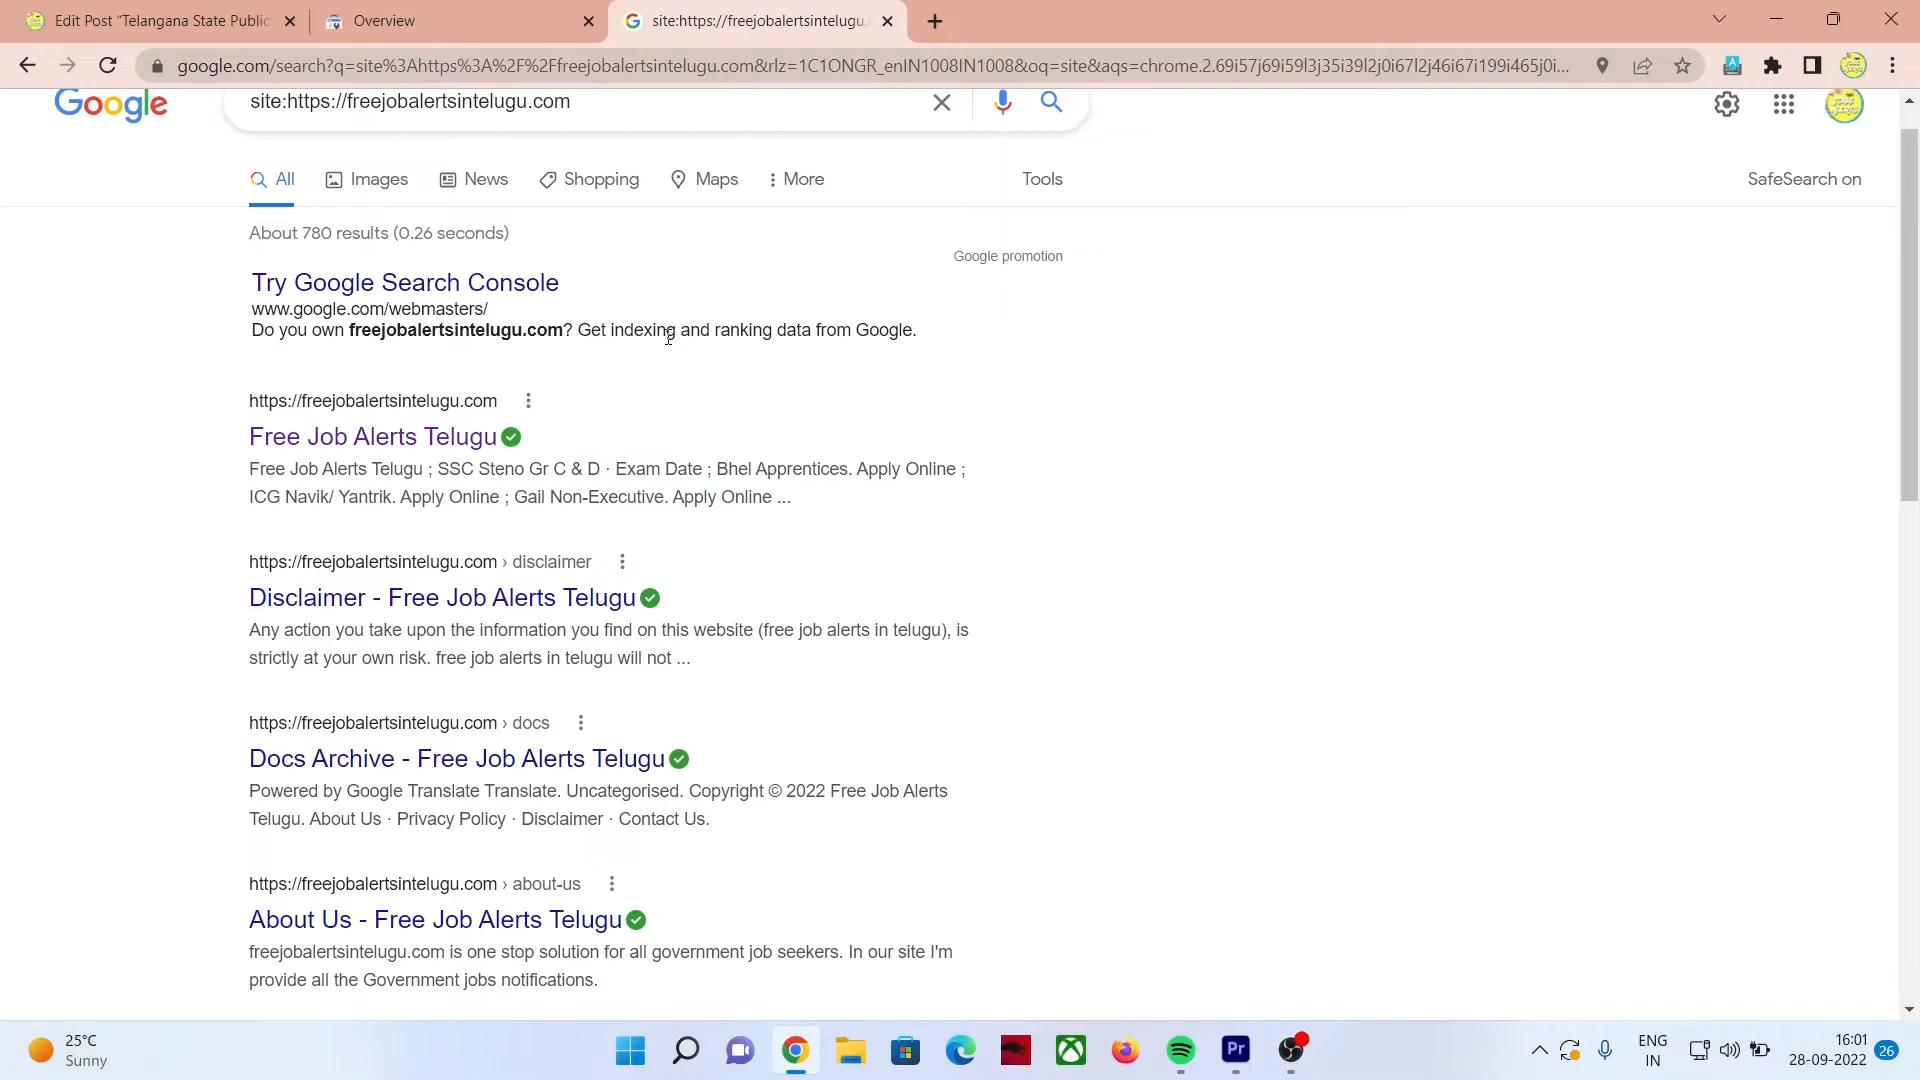 Edit Post "Telangana State Public
Overview
site:https://freejobalertsintelugu.
google.com/search?q=site%3Ahttps%3A%2F%2Ffreejobalertsintelugu.com&rlz=1C1ONGR_enIN1008IN1008&oq=site&aqs=chrome.2.69i57j69i59l3j35i39l2j0i67l2j46i67i199i465j0i...
Google
site:https://freejobalertsintelugu.com
All
Images
News
Shopping
Maps
More
Tools
SafeSearch on
About 780 results (0.26 seconds)
Google promotion
Try Google Search Console
www.google.com/webmasters/
Do you own freejobalertsintelugu.com? Get indexing and ranking data from Google.
https://freejobalertsintelugu.com
Free Job Alerts Telugu
Free Job Alerts Telugu ; SSC Steno Gr C & D · Exam Date ; Bhel Apprentices. Apply Online ;
ICG Navik/ Yantrik. Apply Online ; Gail Non-Executive. Apply Online ...
https://freejobalertsintelugu.com › disclaimer
Disclaimer - Free Job Alerts Telugu
Any action you take upon the information you find on this website (free job alerts in telugu), is
strictly at your own risk. free job alerts in telugu will not ...
https://freejobalertsintelugu.com › docs
Docs Archive - Free Job Alerts Telugu
Powered by Google Translate Translate. Uncategorised. Copyright © 2022 Free Job Alerts
Telugu. About Us · Privacy Policy · Disclaimer · Contact Us.
https://freejobalertsintelugu.com › about-us
About Us - Free Job Alerts Telugu
freejobalertsintelugu.com is one stop solution for all government job seekers. In our site I'm
provide all the Government jobs notifications.
25°C
Sunny
Pr
ENG
IN
16:01
28-09-2022
26